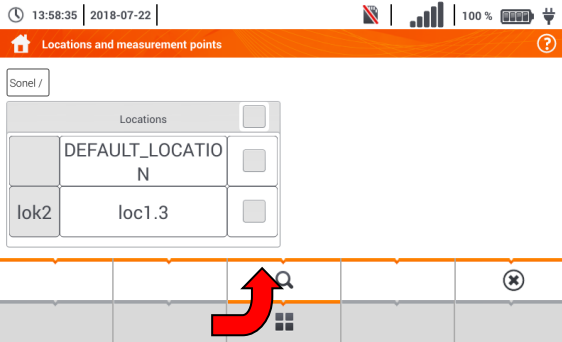 13:58:35 2018-07-22 100 %
Locations and measurement points ?
Sonel /
Locations
DEFAULT_LOCATIO
N
lok2 loc1.3